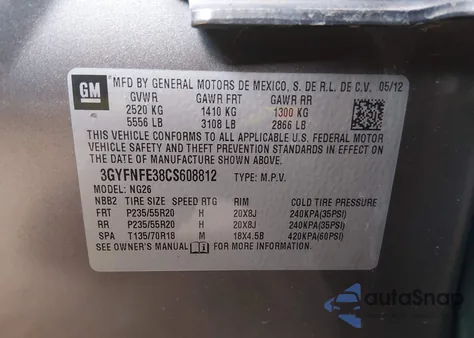 GM
MFD BY GENERAL MOTORS DE MEXICO, S. DE R.L. DE C.V. 05/12
GVWR GAWR FRT GAWR RR
2520 KG 1410 KG 1300 KG
5556 LB 3108 LB 2866 LB
THIS VEHICLE CONFORMS TO ALL APPLICABLE U.S. FEDERAL MOTOR
VEHICLE SAFETY AND THEFT PREVENTION STANDARDS IN EFFECT ON
THE DATE OF MANUFACTURE SHOWN ABOVE.
3GYFNFE38CS608812 TYPE: M.P.V.
MODEL: NG26
NBB2 TIRE SIZE SPEED RTG RIM COLD TIRE PRESSURE
FRT P235/55R20 H 20X8J 240KPA(35PSI)
RR P235/55R20 H 20X8J 240KPA(35PSI)
SPA T135/70R18 M 18X4.5B 420KPA(60PSI)
SEE OWNER'S MANUAL FOR MORE INFORMATION.
AutaSnap